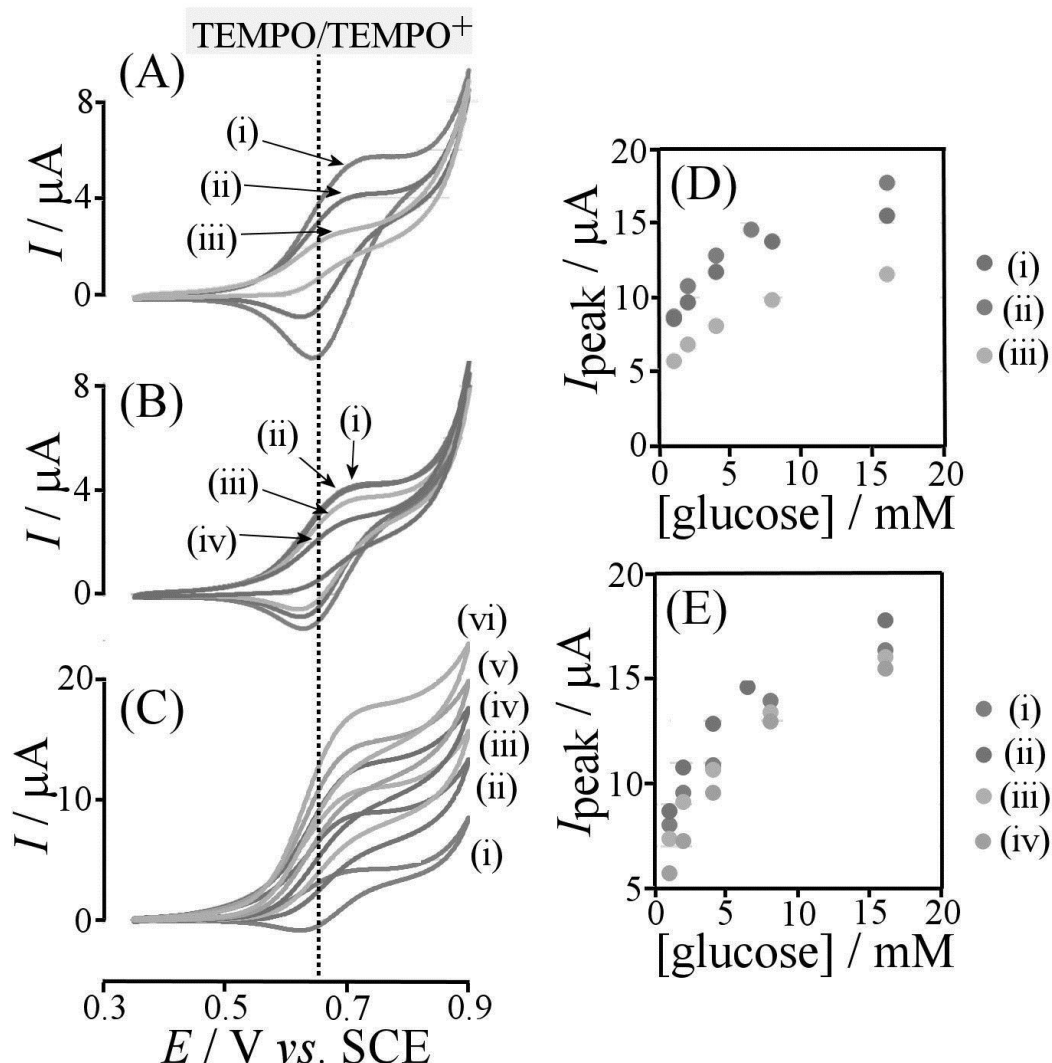 TEMPO/TEMPO+
(A)
8
4
0
I / μA
(i)
(ii)
(iii)
(B)
8
4
0
I / μA
(i)
(ii)
(iii)
(iv)
(C)
20
10
0
I / μA
(vi)
(v)
(iv)
(iii)
(ii)
(i)
0.3 0.5 0.7 0.9
E / V vs. SCE
(D)
20
15
10
5
0
Ipeak / μA
0 5 10 15 20
[glucose] / mM
(i)
(ii)
(iii)
(E)
20
15
10
5
Ipeak / μA
0 5 10 15 20
[glucose] / mM
(i)
(ii)
(iii)
(iv)